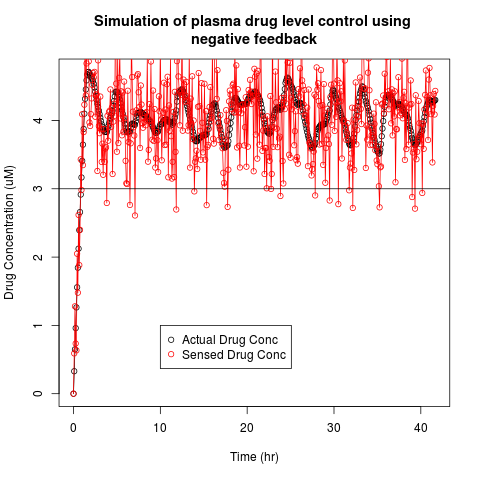 Simulation of plasma drug level control using
negative feedback
Drug Concentration (uM)
4
3
1
0
Actual Drug Conc
Sensed Drug Conc
0
10
20
30
40
Time (hr)